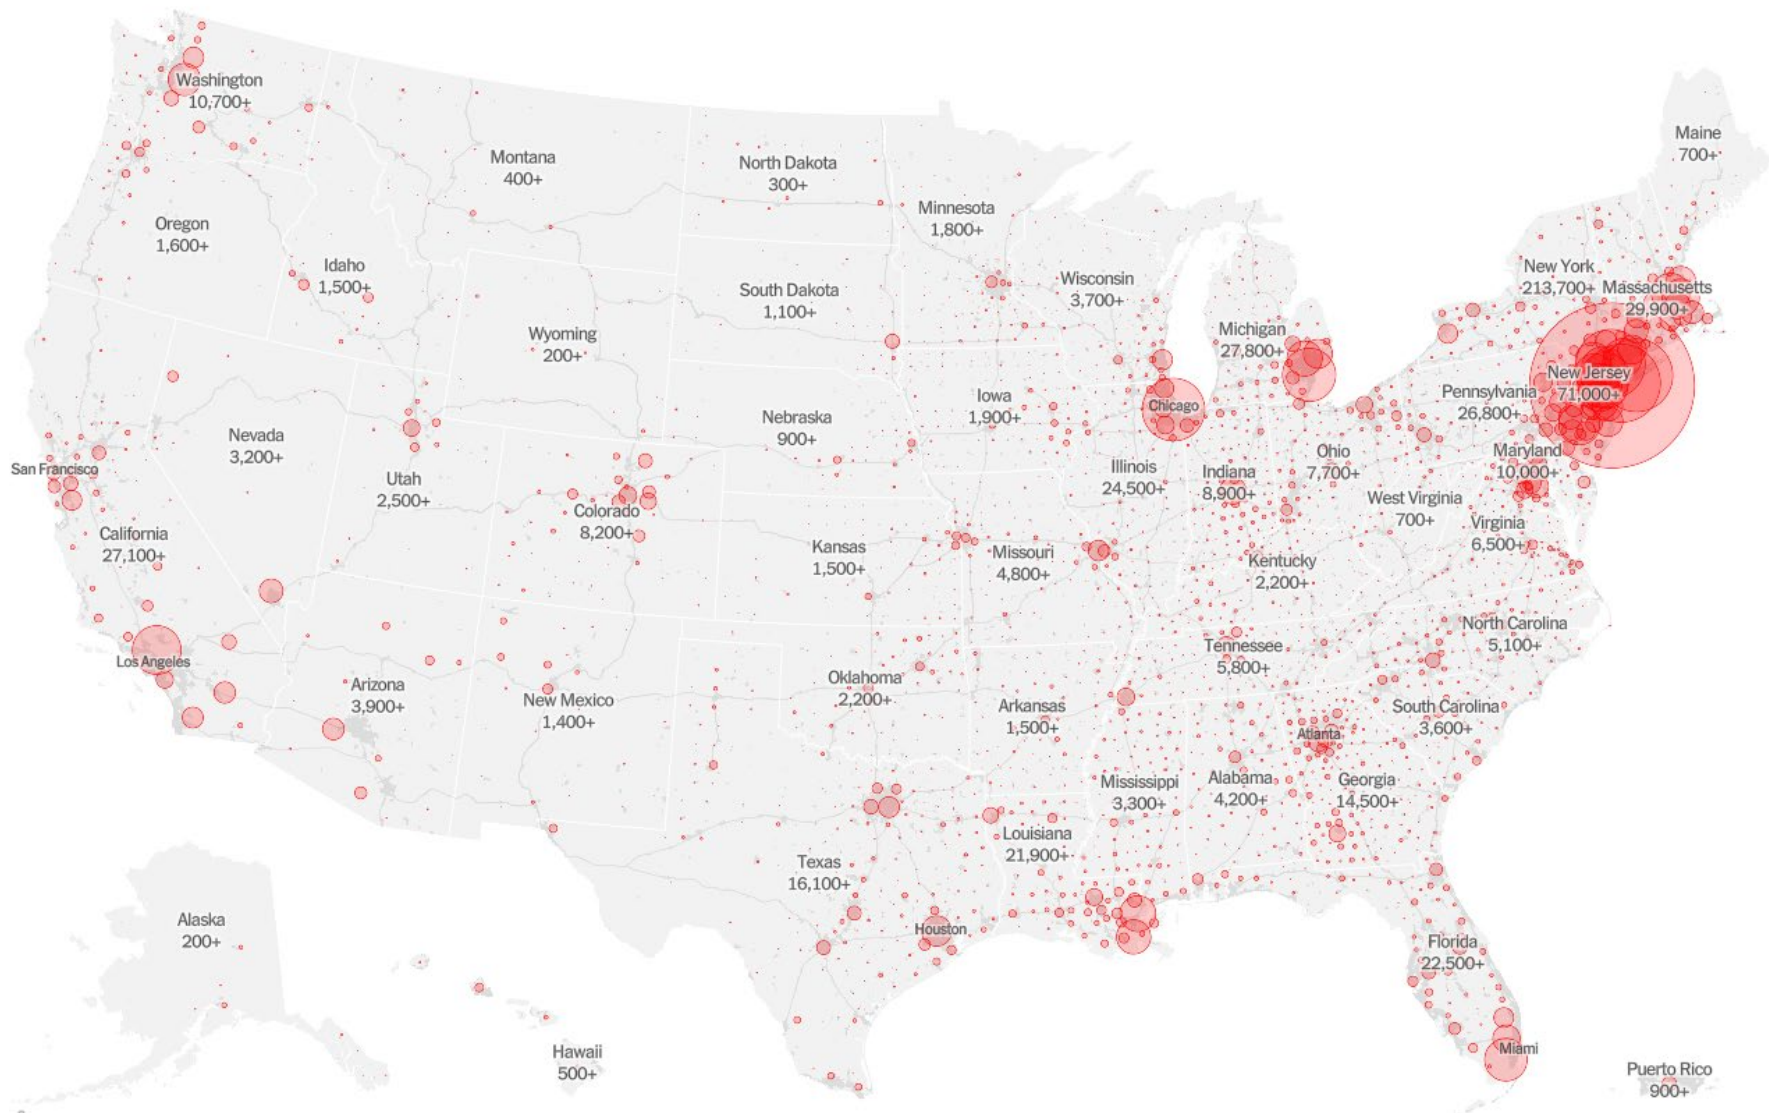 Washington
10,700+
Montana
400+
North Dakota
300+
Minnesota
1,800+
Maine
700+
Oregon
1,600+
Idaho
1,500+
Wyoming
200+
South Dakota
1,100+
Wisconsin
3,700+
Michigan
27,800+
New York
213,700+
Massachusetts
29,900+
New Jersey
71,000+
Pennsylvania
26,800+
Chicago
Iowa
1,900+
Nebraska
900+
Nevada
3,200+
San Francisco
Utah
2,500+
Colorado
8,200+
California
27,100+
Kansas
1,500+
Missouri
4,800+
Illinois
24,500+
Indiana
8,900+
Ohio
7,700+
Maryland
10,000+
West Virginia
700+
Virginia
6,500+
Kentucky
2,200+
North Carolina
5,100+
Tennessee
5,800+
Los Angeles
Arizona
3,900+
New Mexico
1,400+
Oklahoma
2,200+
Arkansas
1,500+
South Carolina
3,600+
Atlanta
Mississippi
3,300+
Alabama
4,200+
Georgia
14,500+
Louisiana
21,900+
Texas
16,100+
Houston
Alaska
200+
Florida
22,500+
Miami
Hawaii
500+
Puerto Rico
900+